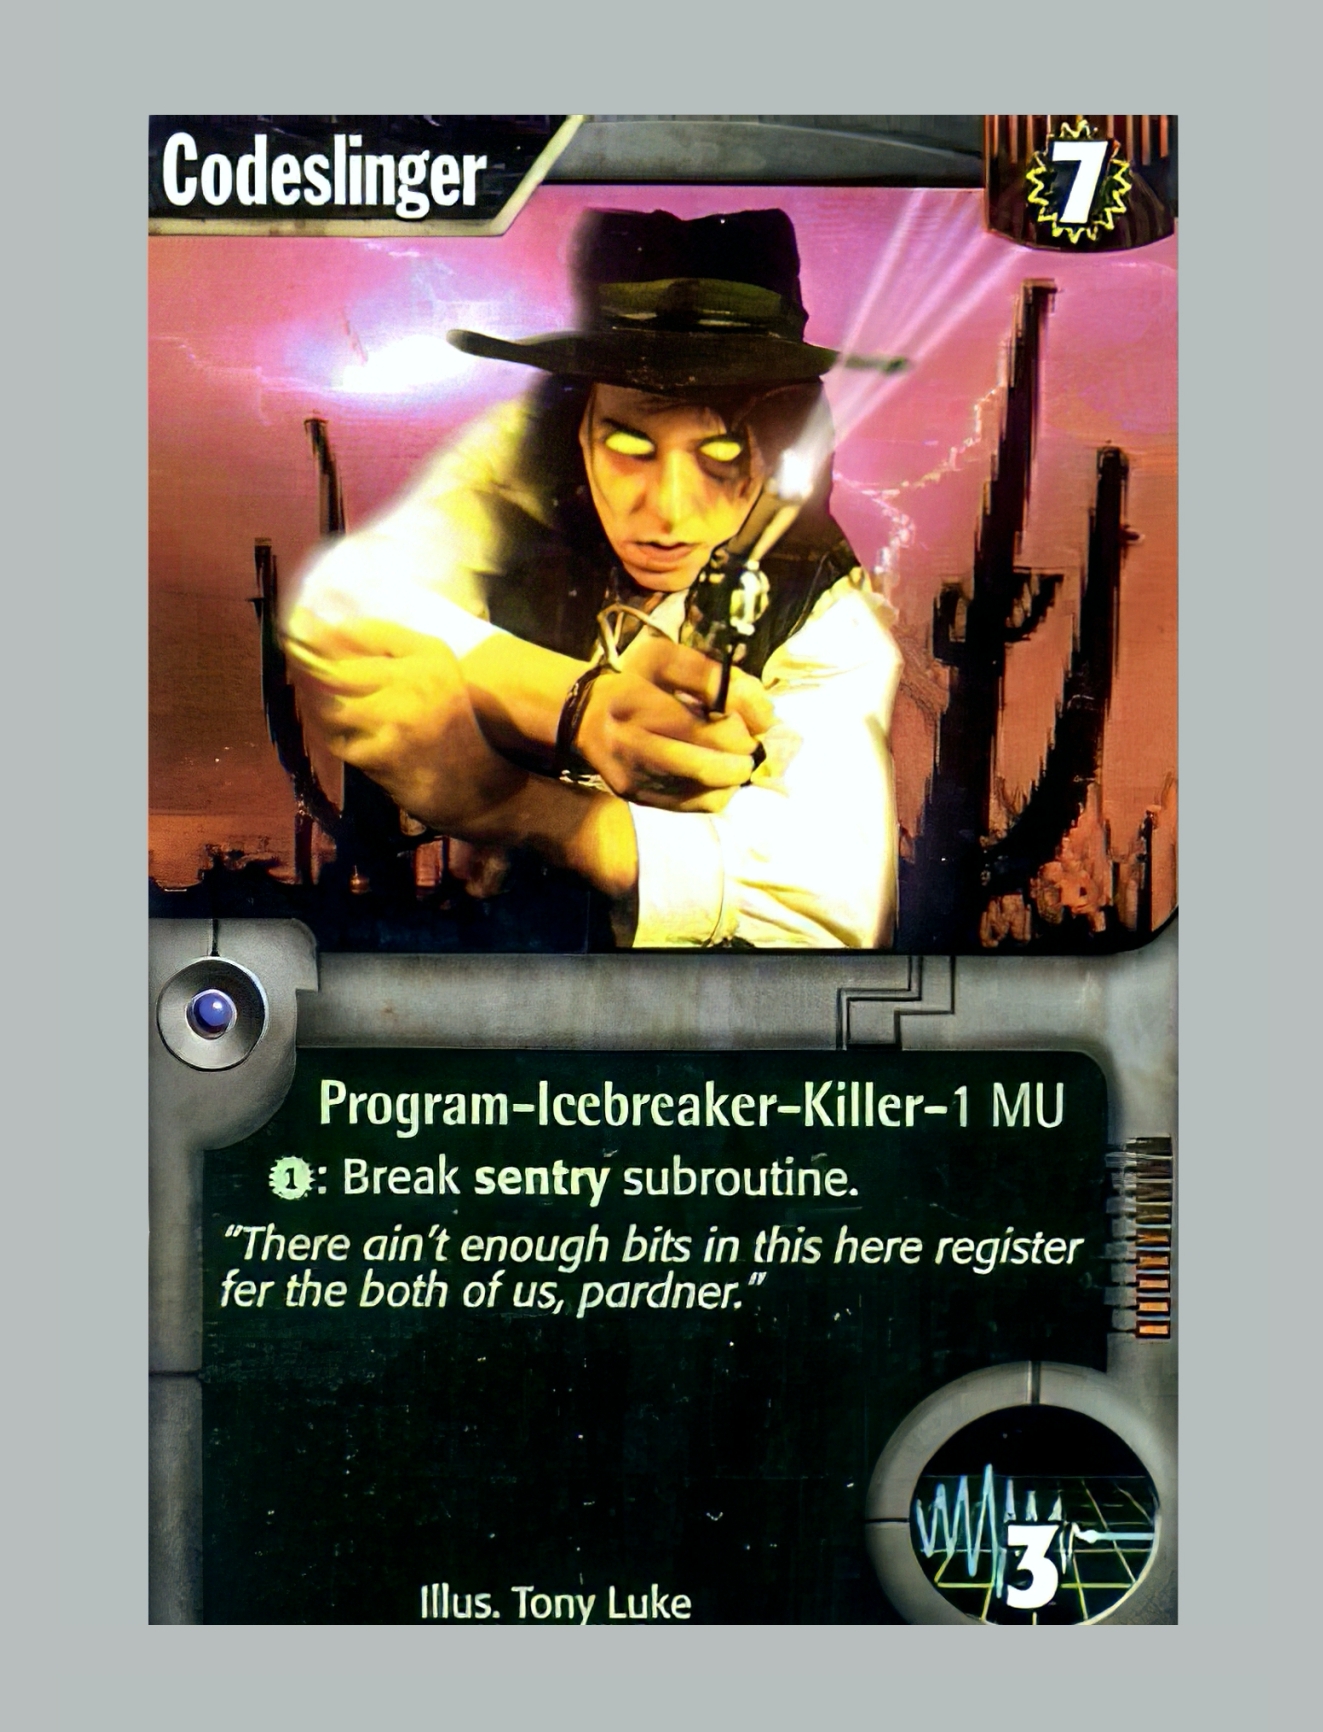 Codeslinger
7
Program-Icebreaker-Killer-1 MU
1: Break sentry subroutine.
"There ain't enough bits in this here register
fer the both of us, pardner."
3
Illus. Tony Luke